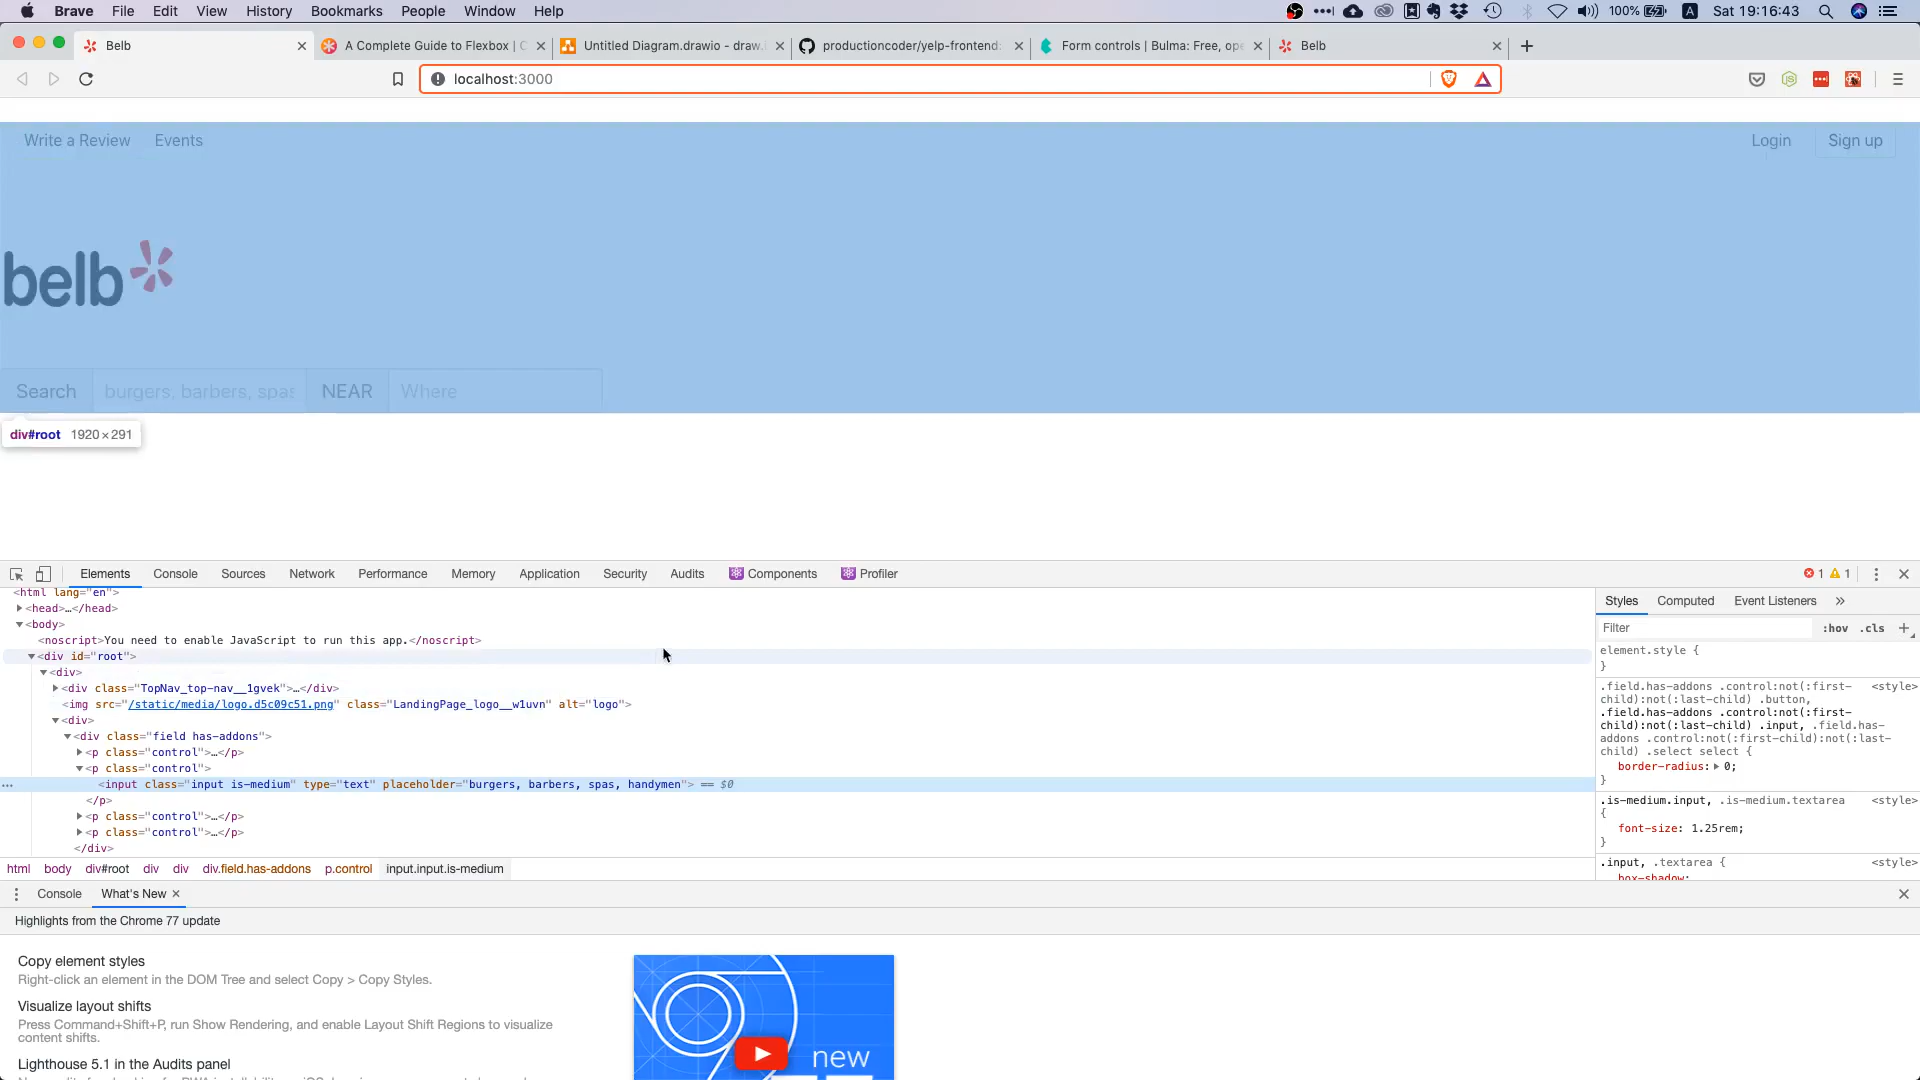 Brave File Edit View History Bookmarks People Window Help 100% A Sat 19:16:43
Belb A Complete Guide to Flexbox | C Untitled Diagram.drawio - draw. productioncoder/yelp-frontend: Form controls | Bulma: Free, ope Belb
localhost:3000
Write a Review Events Login Sign up
belb
Search burgers, barbers, spas NEAR Where
div#root 1920×291
Elements Console Sources Network Performance Memory Application Security Audits Components Profiler 1 1
<html lang="en">
<head>…</head>
<body>
<noscript>You need to enable JavaScript to run this app.</noscript>
<div id="root">
<div>
<div class="TopNav_top-nav__1gvek">…</div>
<img src="/static/media/logo.d5c09c51.png" class="LandingPage_logo__w1uvn" alt="logo">
<div>
<div class="field has-addons">
<p class="control">…</p>
<p class="control">
<input class="input is-medium" type="text" placeholder="burgers, barbers, spas, handymen"> == $0
</p>
<p class="control">…</p>
<p class="control">…</p>
</div>
html body div#root div div div.field.has-addons p.control input.input.is-medium
Styles Computed Event Listeners »
Filter :hov .cls +
element.style {
}
.field.has-addons .control:not(:first- <style>
child):not(:last-child) .button,
.field.has-addons .control:not(:first-
child):not(:last-child) .input, .field.has-
addons .control:not(:first-child):not(:last-
child) .select select {
border-radius: 0;
}
.is-medium.input, .is-medium.textarea <style>
{
font-size: 1.25rem;
}
.input, .textarea { <style>
box-shadow:
Console What's New
Highlights from the Chrome 77 update
Copy element styles
Right-click an element in the DOM Tree and select Copy > Copy Styles.
Visualize layout shifts
Press Command+Shift+P, run Show Rendering, and enable Layout Shift Regions to visualize
content shifts.
Lighthouse 5.1 in the Audits panel
new